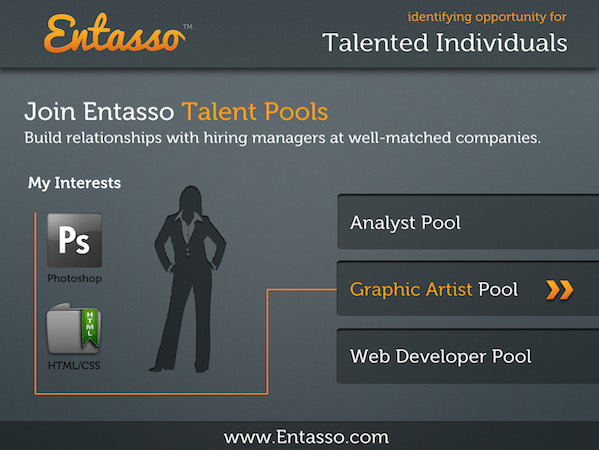 Entasso™
identifying opportunity for
Talented Individuals
Join Entasso Talent Pools
Build relationships with hiring managers at well-matched companies.
My Interests
Ps
Photoshop
HTML
HTML/CSS
Analyst Pool
Graphic Artist Pool
Web Developer Pool
www.Entasso.com